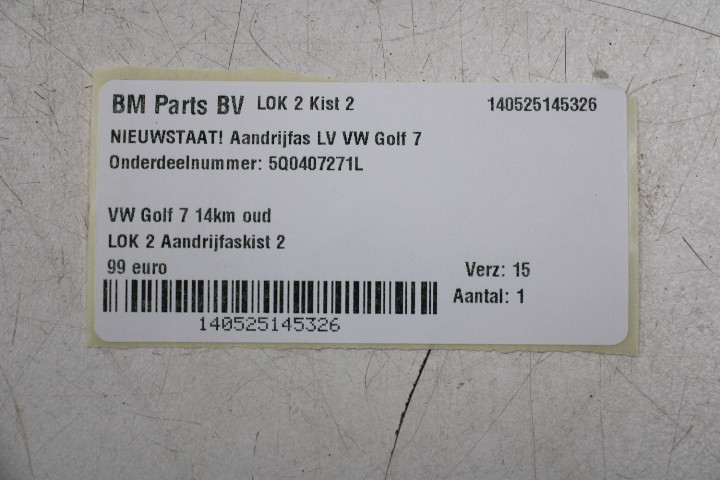 BM Parts BV LOK 2 Kist 2 140525145326
NIEUWSTAAT! Aandrijfas LV VW Golf 7
Onderdeelnummer: 5Q0407271L
VW Golf 7 14km oud
LOK 2 Aandrijfaskist 2
99 euro Verz: 15
Aantal: 1
140525145326